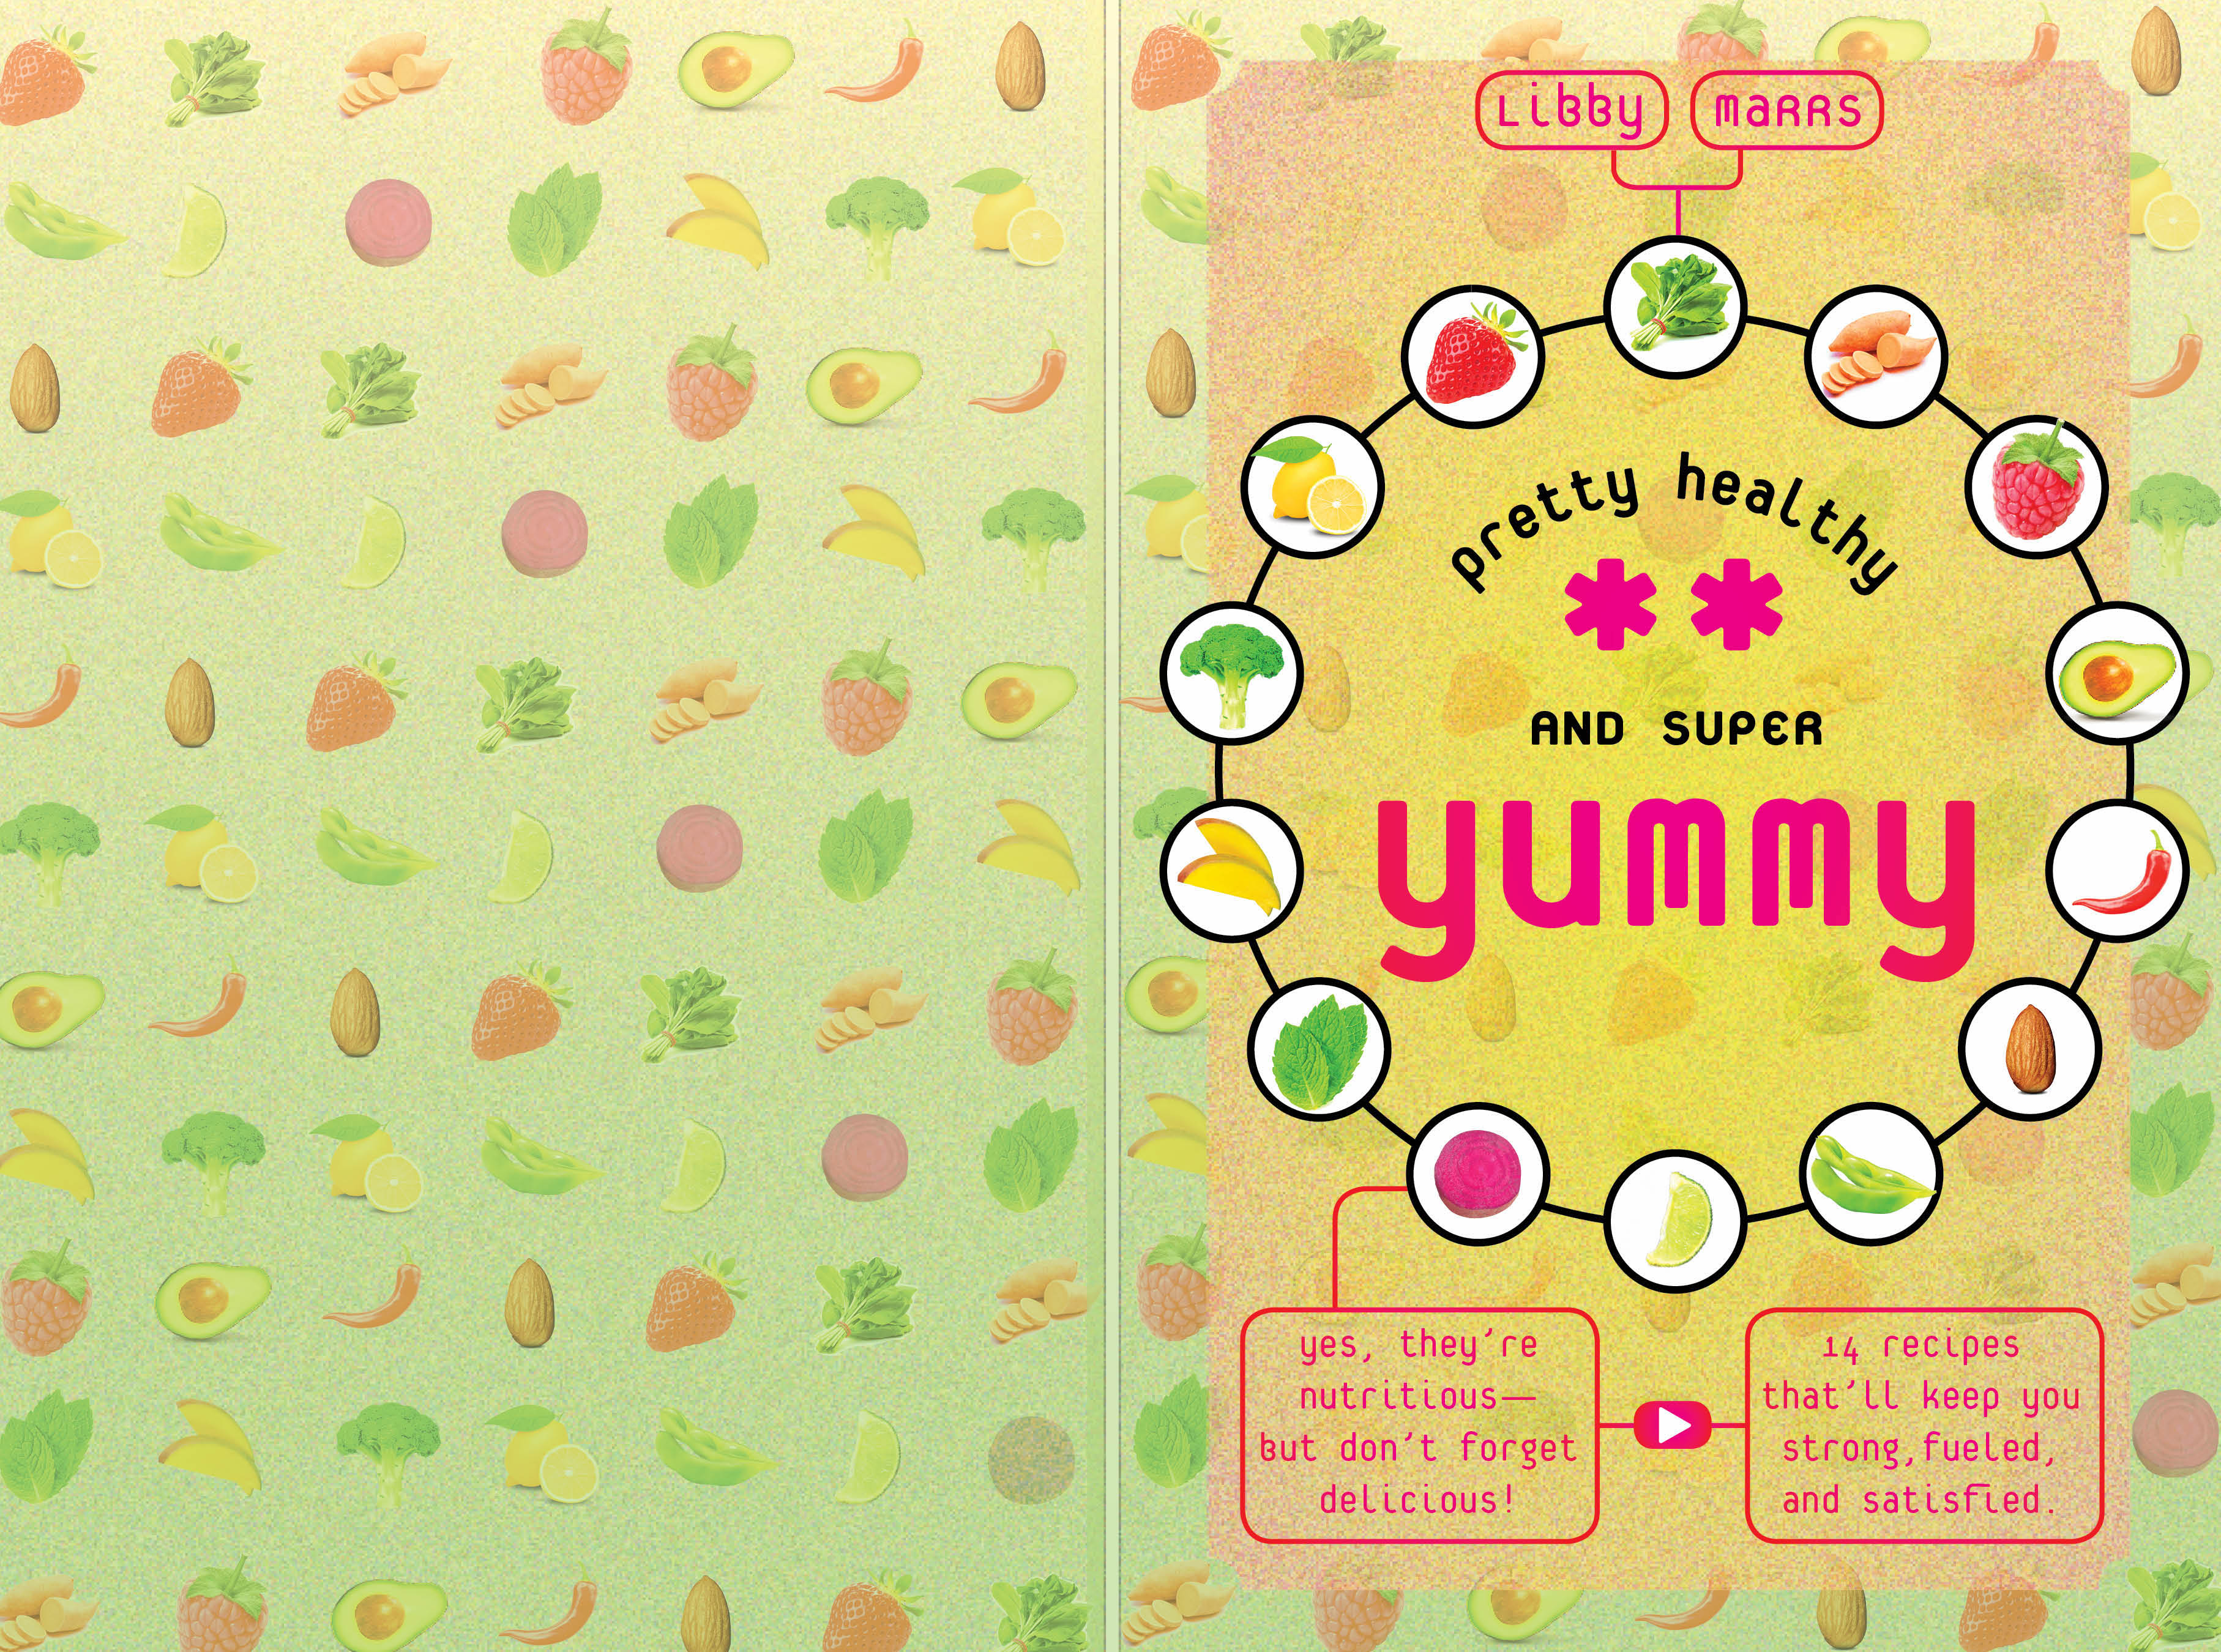 Libby marrs
pretty healthy
**
AND SUPER
yummy
yes, they're
nutritious—
but don't forget
delicious!
14 recipes
that'll keep you
strong, fueled,
and satisfied.